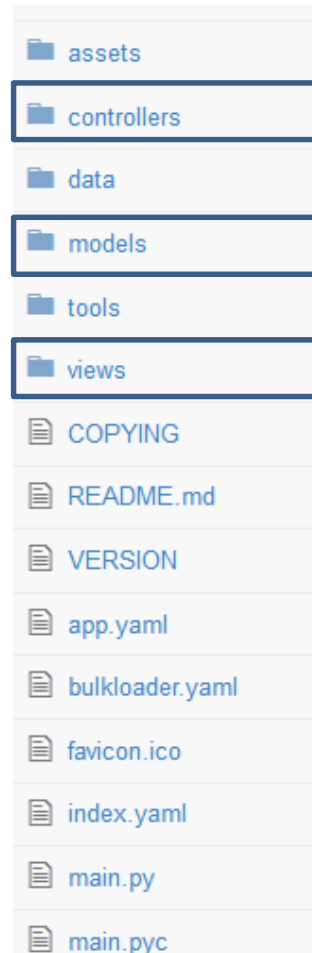 assets
controllers
data
models
tools
views
COPYING
README.md
VERSION
app.yaml
bulkloader.yaml
favicon.ico
index.yaml
main.py
main.pyc